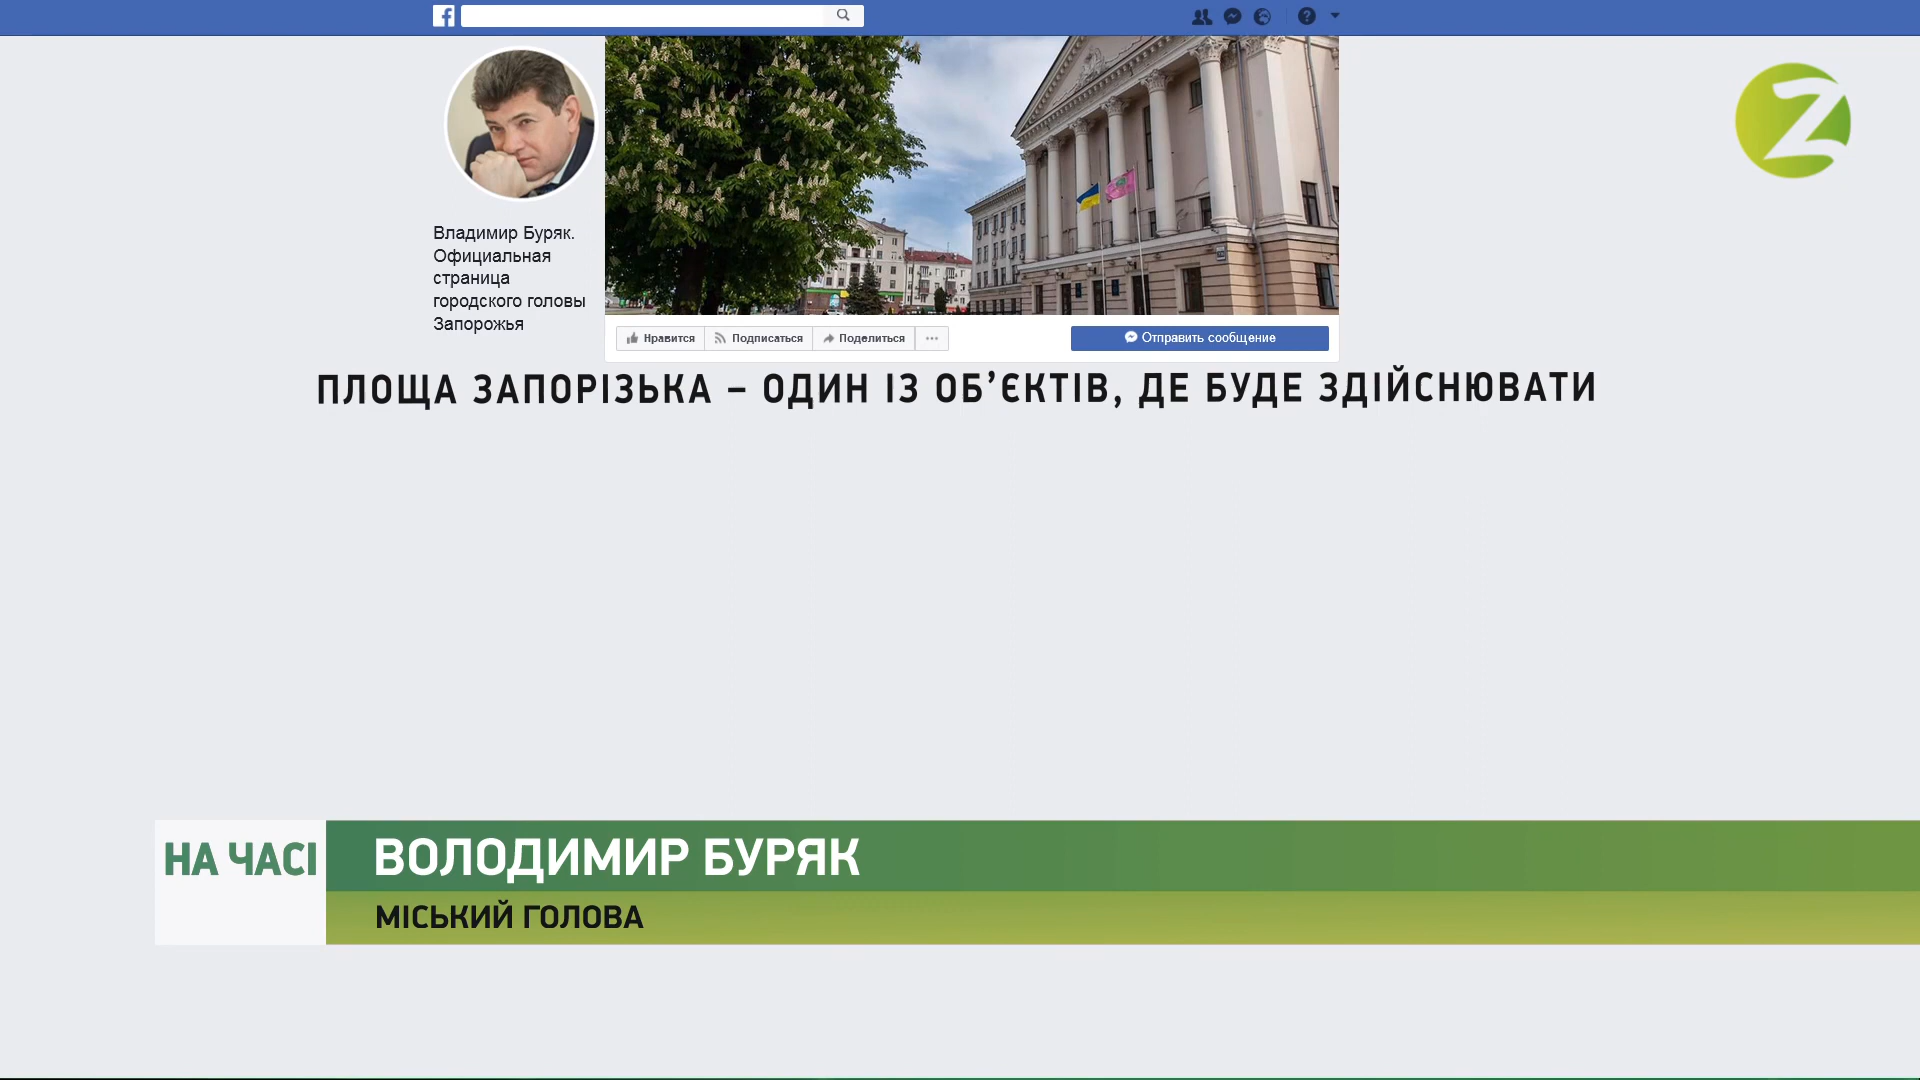 Владимир Буряк.
Официальная
страница
городского головы
Запорожья
Нравится
Подписаться
Поделиться
Отправить сообщение
ПЛОЩА ЗАПОРІЗЬКА – ОДИН ІЗ ОБ’ЄКТІВ, ДЕ БУДЕ ЗДІЙСНЮВАТИ
НА ЧАСІ
ВОЛОДИМИР БУРЯК
МІСЬКИЙ ГОЛОВА